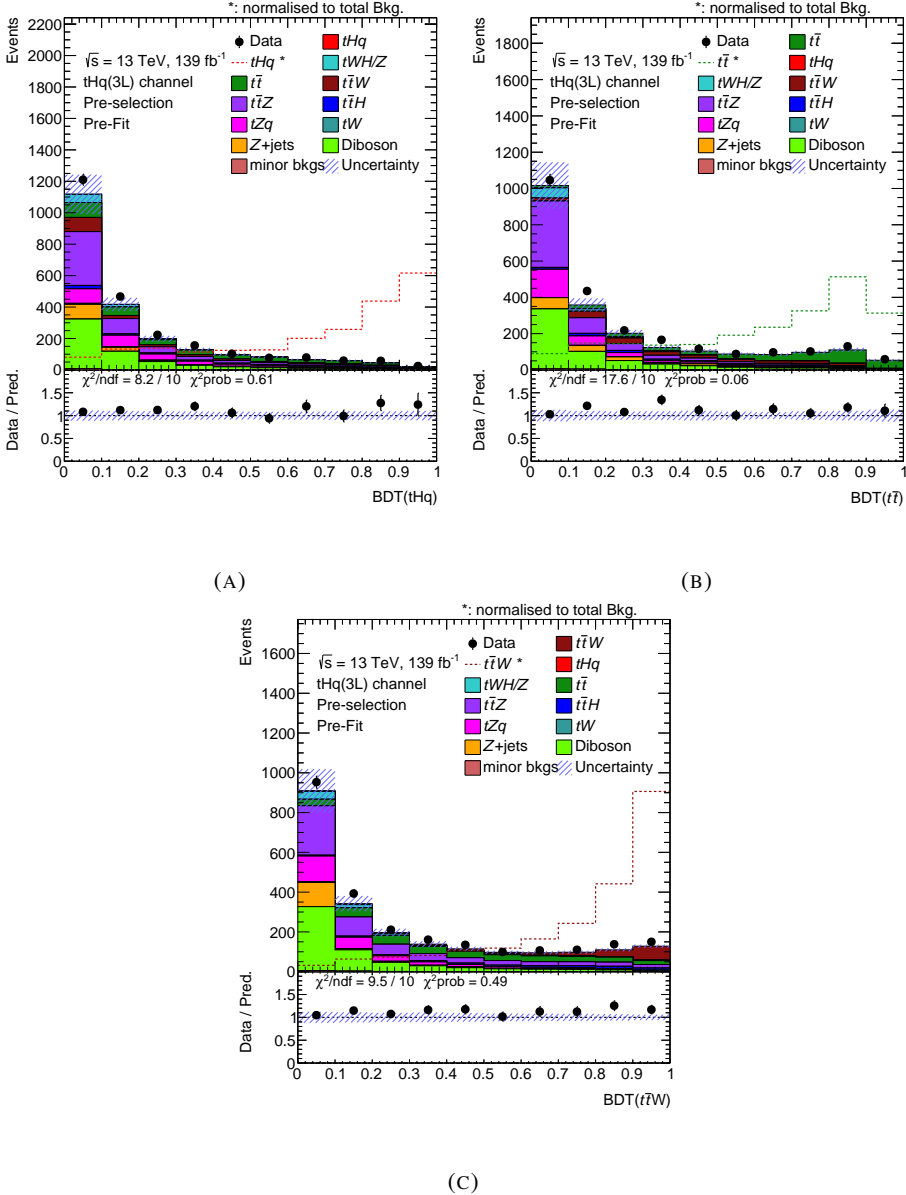 *: normalised to total Bkg.
Events
2200
2000
1800
1600
1400
1200
1000
800
600
400
200
0
√s = 13 TeV, 139 fb⁻¹
tHq(3L) channel
Pre-selection
Pre-Fit
Data
tHq
tHq *
tWH/Z
tt̄
tt̄W
tt̄Z
tt̄H
tZq
tW
Z+jets
Diboson
minor bkgs
Uncertainty
χ²/ndf = 8.2 / 10 χ²prob = 0.61
Data / Pred.
1.5
1
0.5
0
0 0.1 0.2 0.3 0.4 0.5 0.6 0.7 0.8 0.9 1
BDT(tHq)
(A)
*: normalised to total Bkg.
Events
1800
1600
1400
1200
1000
800
600
400
200
0
√s = 13 TeV, 139 fb⁻¹
tHq(3L) channel
Pre-selection
Pre-Fit
Data
tt̄
tt̄ *
tHq
tWH/Z
tt̄W
tt̄Z
tt̄H
tZq
tW
Z+jets
Diboson
minor bkgs
Uncertainty
χ²/ndf = 17.6 / 10 χ²prob = 0.06
Data / Pred.
1.5
1
0.5
0
0 0.1 0.2 0.3 0.4 0.5 0.6 0.7 0.8 0.9 1
BDT(tt̄)
(B)
*: normalised to total Bkg.
Events
1600
1400
1200
1000
800
600
400
200
0
√s = 13 TeV, 139 fb⁻¹
tHq(3L) channel
Pre-selection
Pre-Fit
Data
tt̄W
tt̄W *
tHq
tWH/Z
tt̄
tt̄Z
tt̄H
tZq
tW
Z+jets
Diboson
minor bkgs
Uncertainty
χ²/ndf = 9.5 / 10 χ²prob = 0.49
Data / Pred.
1.5
1
0.5
0
0 0.1 0.2 0.3 0.4 0.5 0.6 0.7 0.8 0.9 1
BDT(tt̄W)
(C)